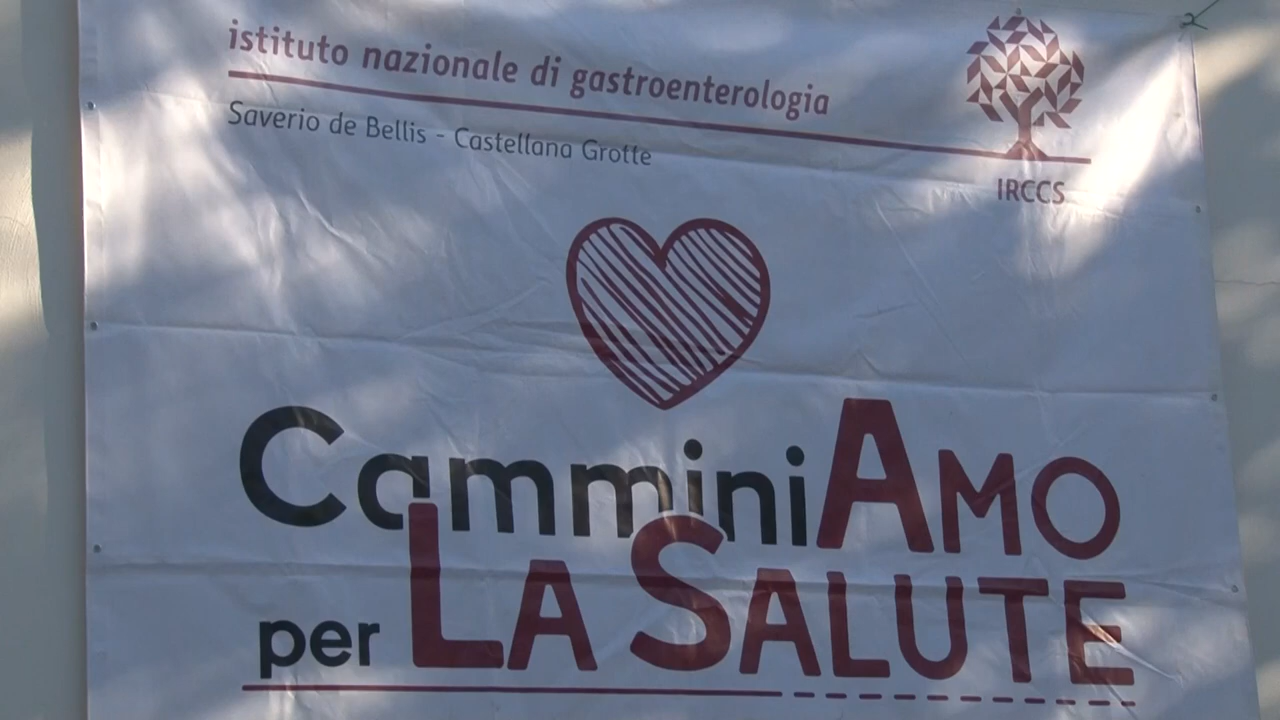 istituto nazionale di gastroenterologia
Saverio de Bellis - Castellana Grotte
IRCCS
CamminiAmo
per La Salute